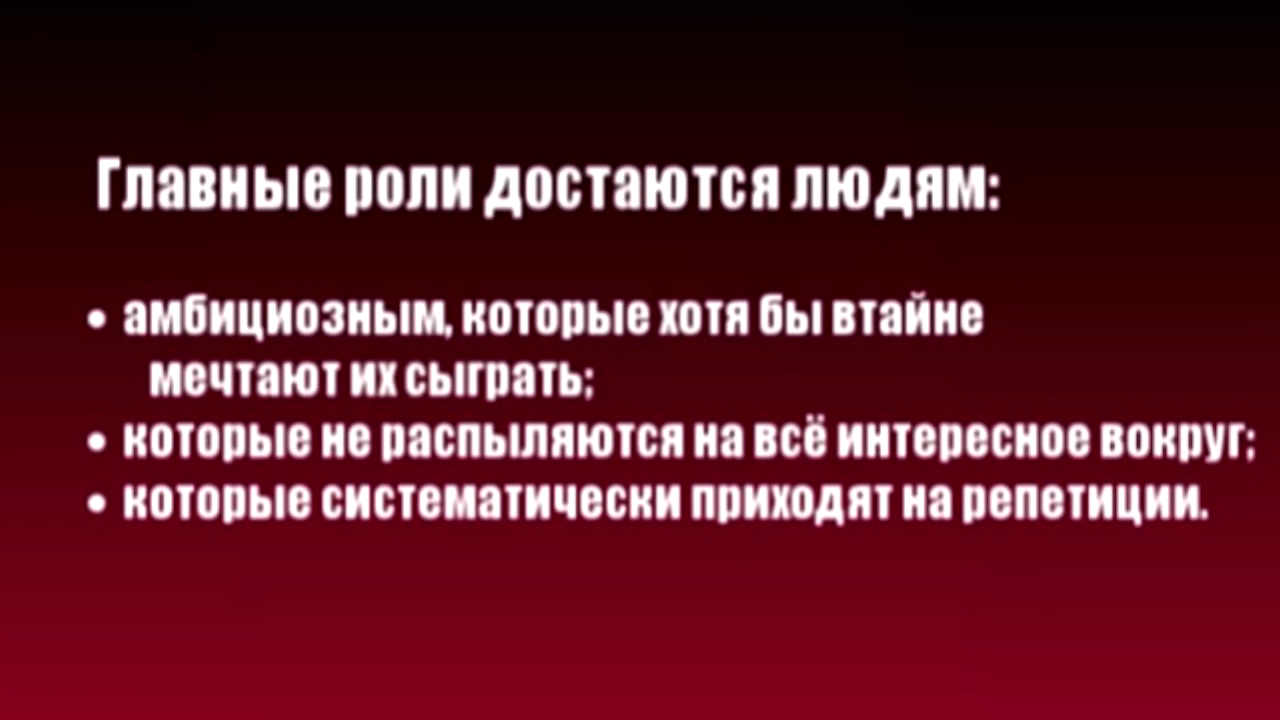 Главные роли достаются людям:
• амбициозным, которые хотя бы втайне
мечтают их сыграть;
• которые не распыляются на всё интересное вокруг;
• которые систематически приходят на репетиции.